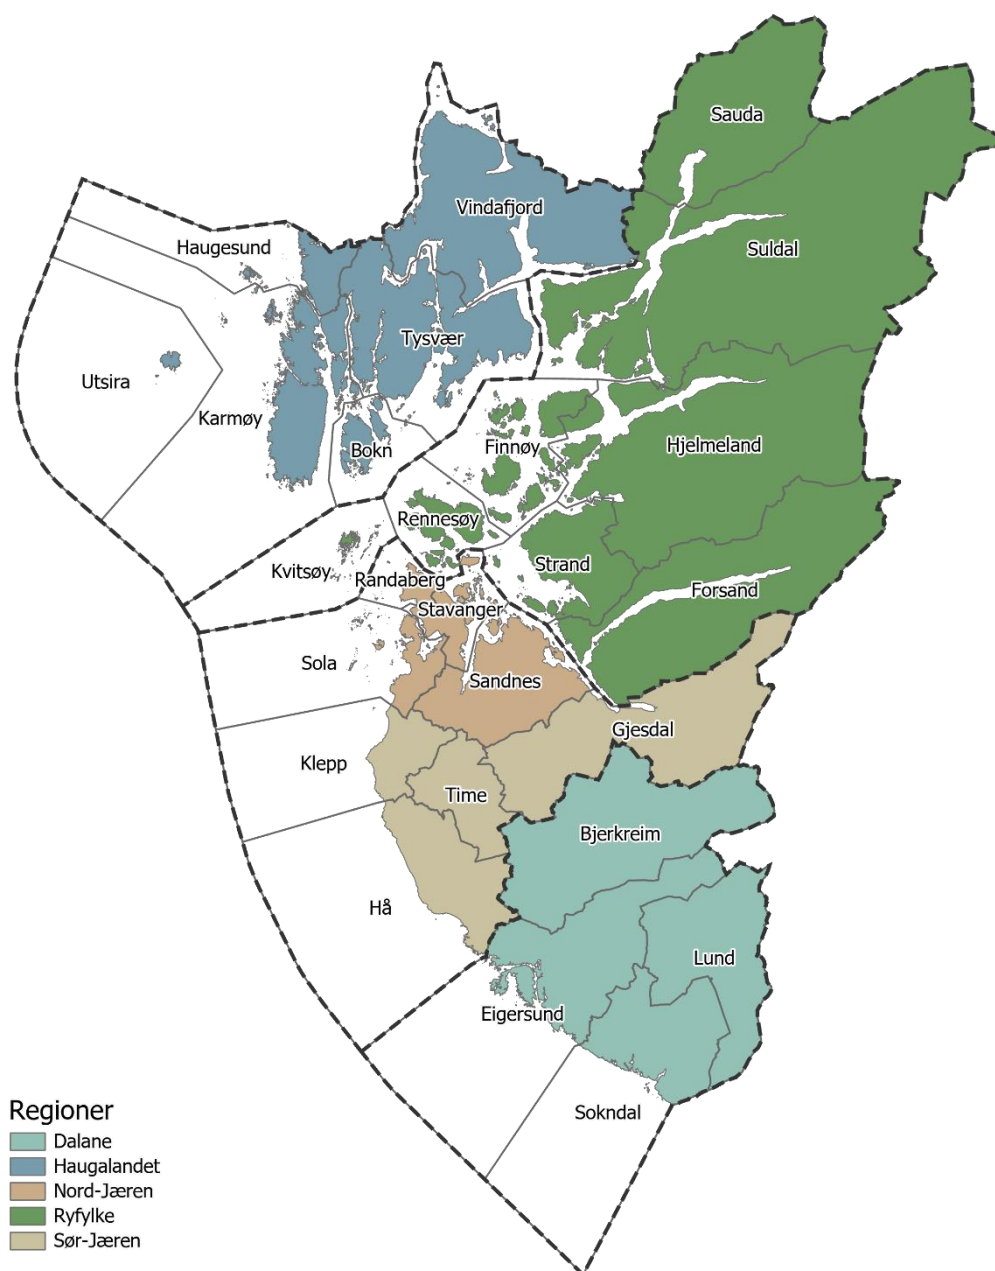 Sauda
Vindafjord
Haugesund
Suldal
Tysvær
Utsira
Karmøy
Bokn
Finnøy
Hjelmeland
Rennesøy
Kvitsøy
Strand
Randaberg
Forsand
Stavanger
Sola
Sandnes
Gjesdal
Klepp
Time
Bjerkreim
Hå
Lund
Eigersund
Sokndal
Regioner
Dalane
Haugalandet
Nord-Jæren
Ryfylke
Sør-Jæren